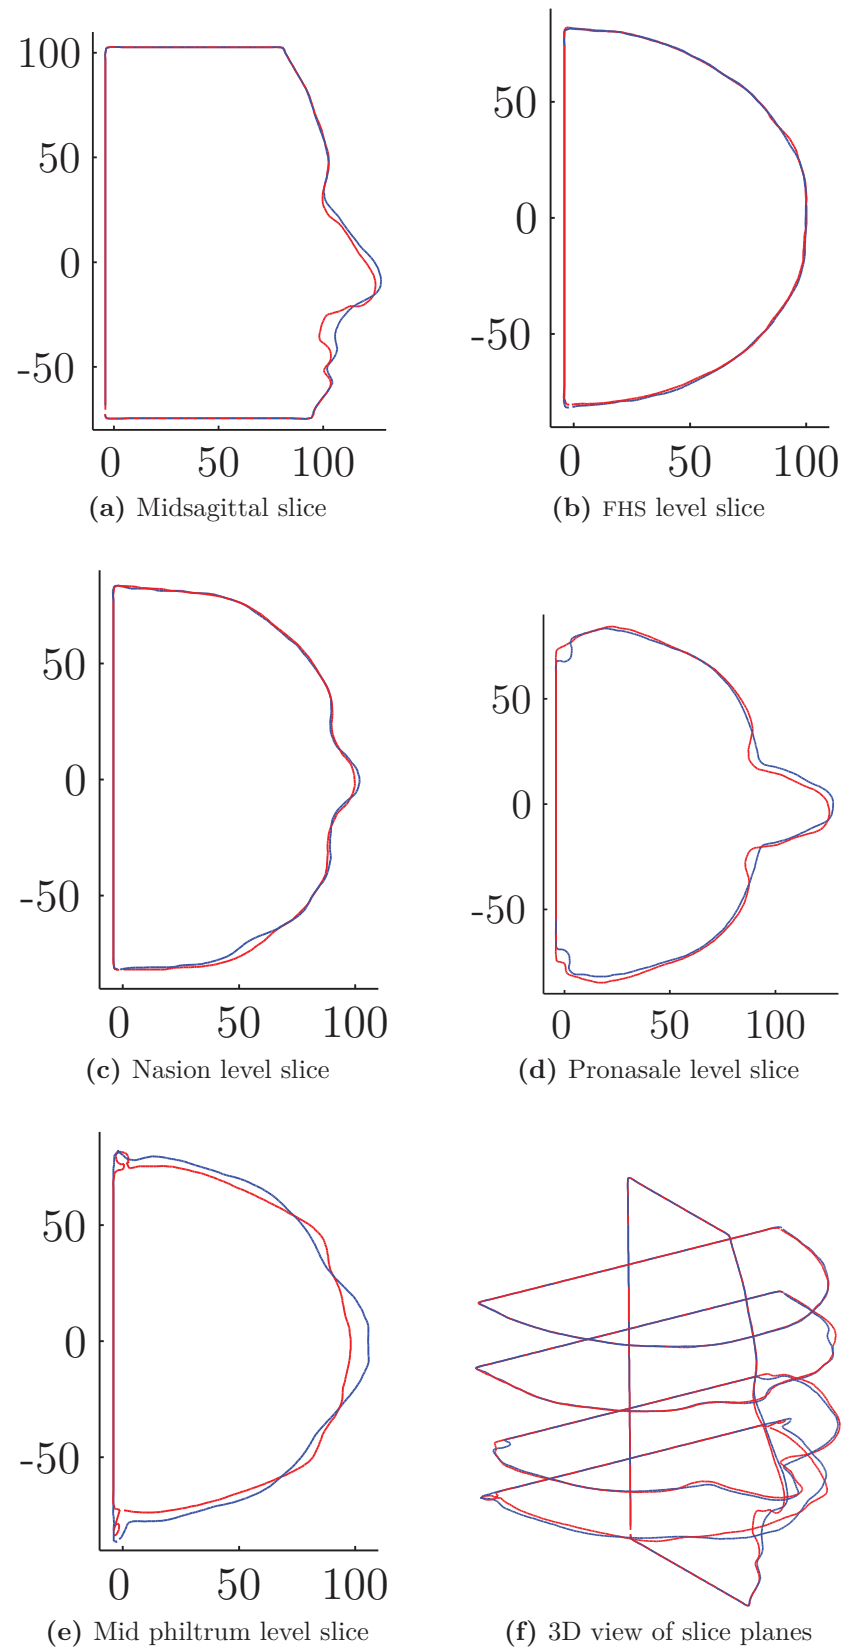 100
50
0
-50
0 50 100
(a) Midsagittal slice
50
0
-50
0 50 100
(b) FHS level slice
50
0
-50
0 50 100
(c) Nasion level slice
50
0
-50
0 50 100
(d) Pronasale level slice
50
0
-50
0 50 100
(e) Mid philtrum level slice
(f) 3D view of slice planes